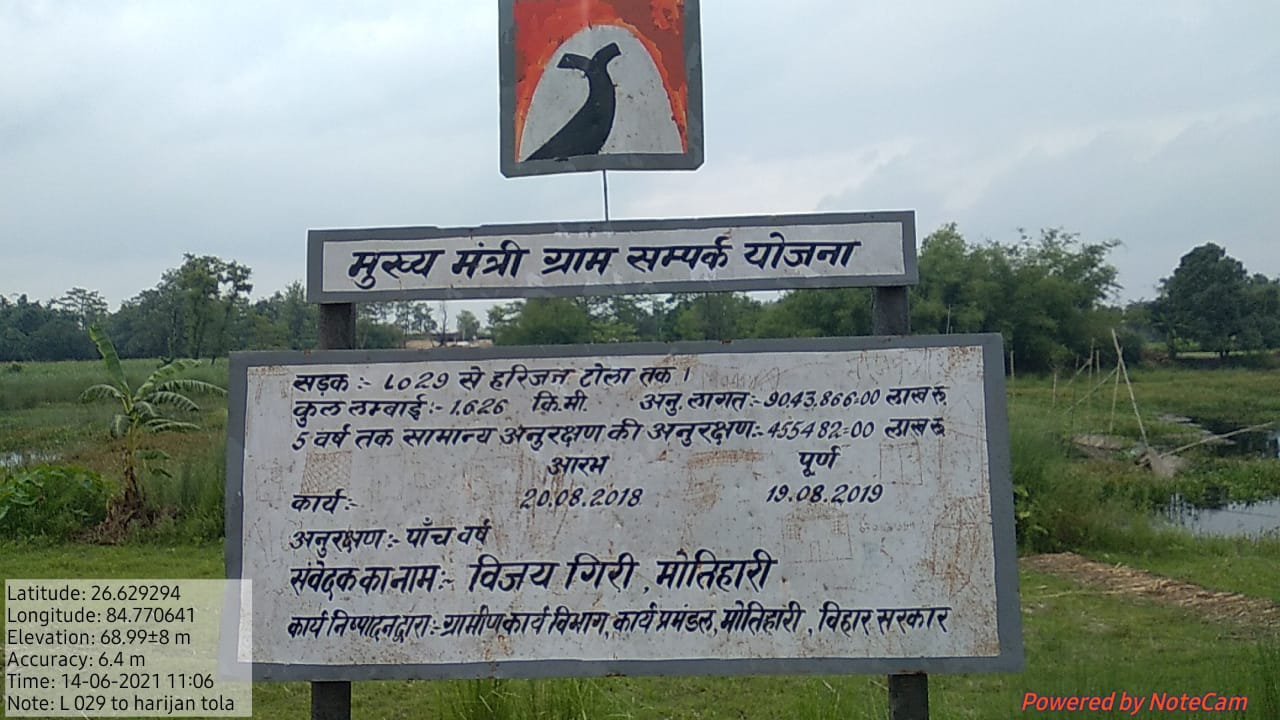 मुख्य मंत्री ग्राम सम्पर्क योजना
सड़क :- L029 से हरिजन टोला तक ।
कुल लम्बाई :- 1.626 कि.मी. अनु. लागत :- 9043,866=00 लाख रू
5 वर्ष तक सामान्य अनुरक्षण की अनुरक्षण :- 455482=00 लाख रू
आरंभ पूर्ण
कार्य :- 20.08.2018 19.08.2019
अनुरक्षण :- पाँच वर्ष
संवेदक का नाम :- विजय गिरी , मोतिहारी
कार्य निष्पादन द्वारा :- ग्रामीण कार्य विभाग, कार्य प्रमंडल, मोतिहारी , विहार सरकार
Latitude: 26.629294
Longitude: 84.770641
Elevation: 68.99±8 m
Accuracy: 6.4 m
Time: 14-06-2021 11:06
Note: L 029 to harijan tola
Powered by NoteCam